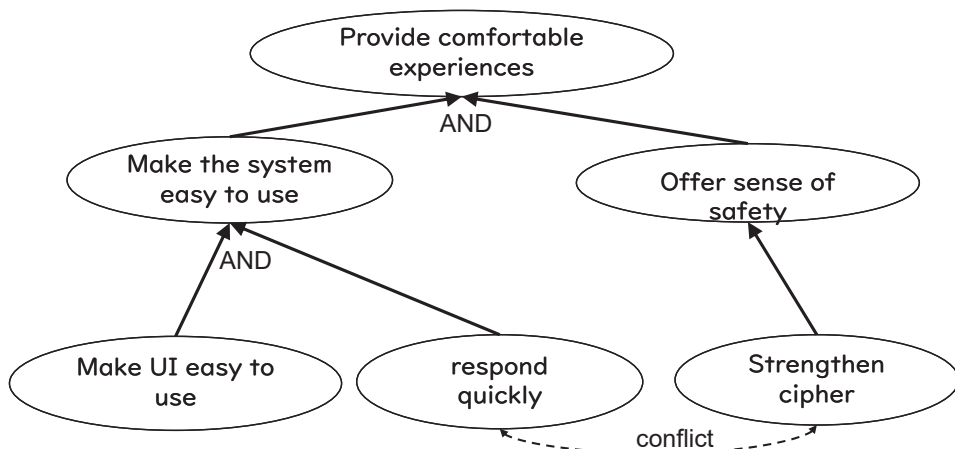 Provide comfortable
experiences
AND
Make the system
easy to use
Offer sense of
safety
AND
Make UI easy to
use
respond
quickly
Strengthen
cipher
conflict